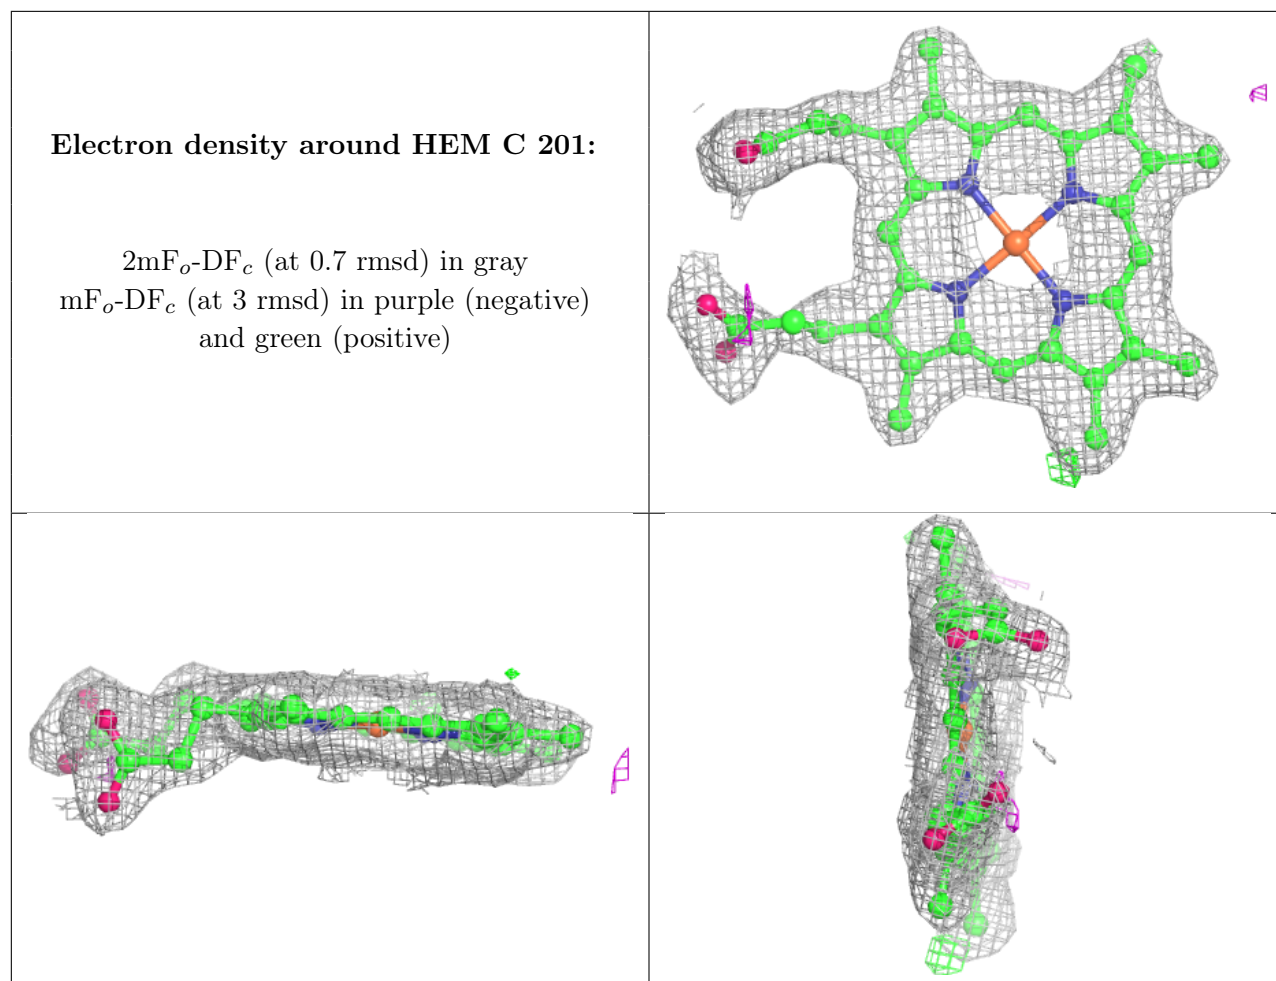 Electron density around HEM C 201:
2mFo-DFc (at 0.7 rmsd) in gray
mFo-DFc (at 3 rmsd) in purple (negative)
and green (positive)